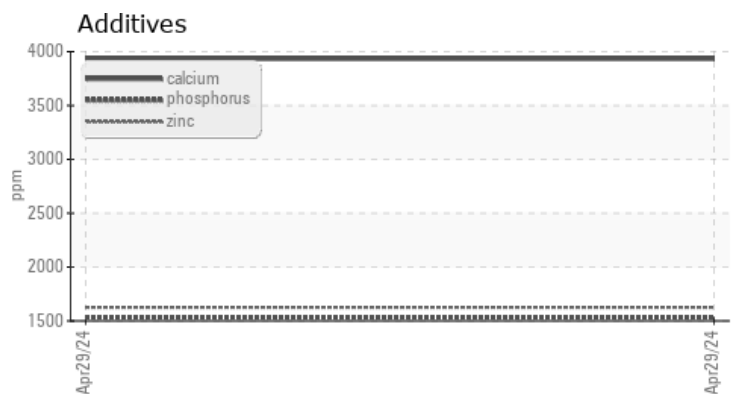 Additives
4000
3500
3000
2500
2000
1500
ppm
calcium
phosphorus
zinc
Apr29/24
Apr29/24